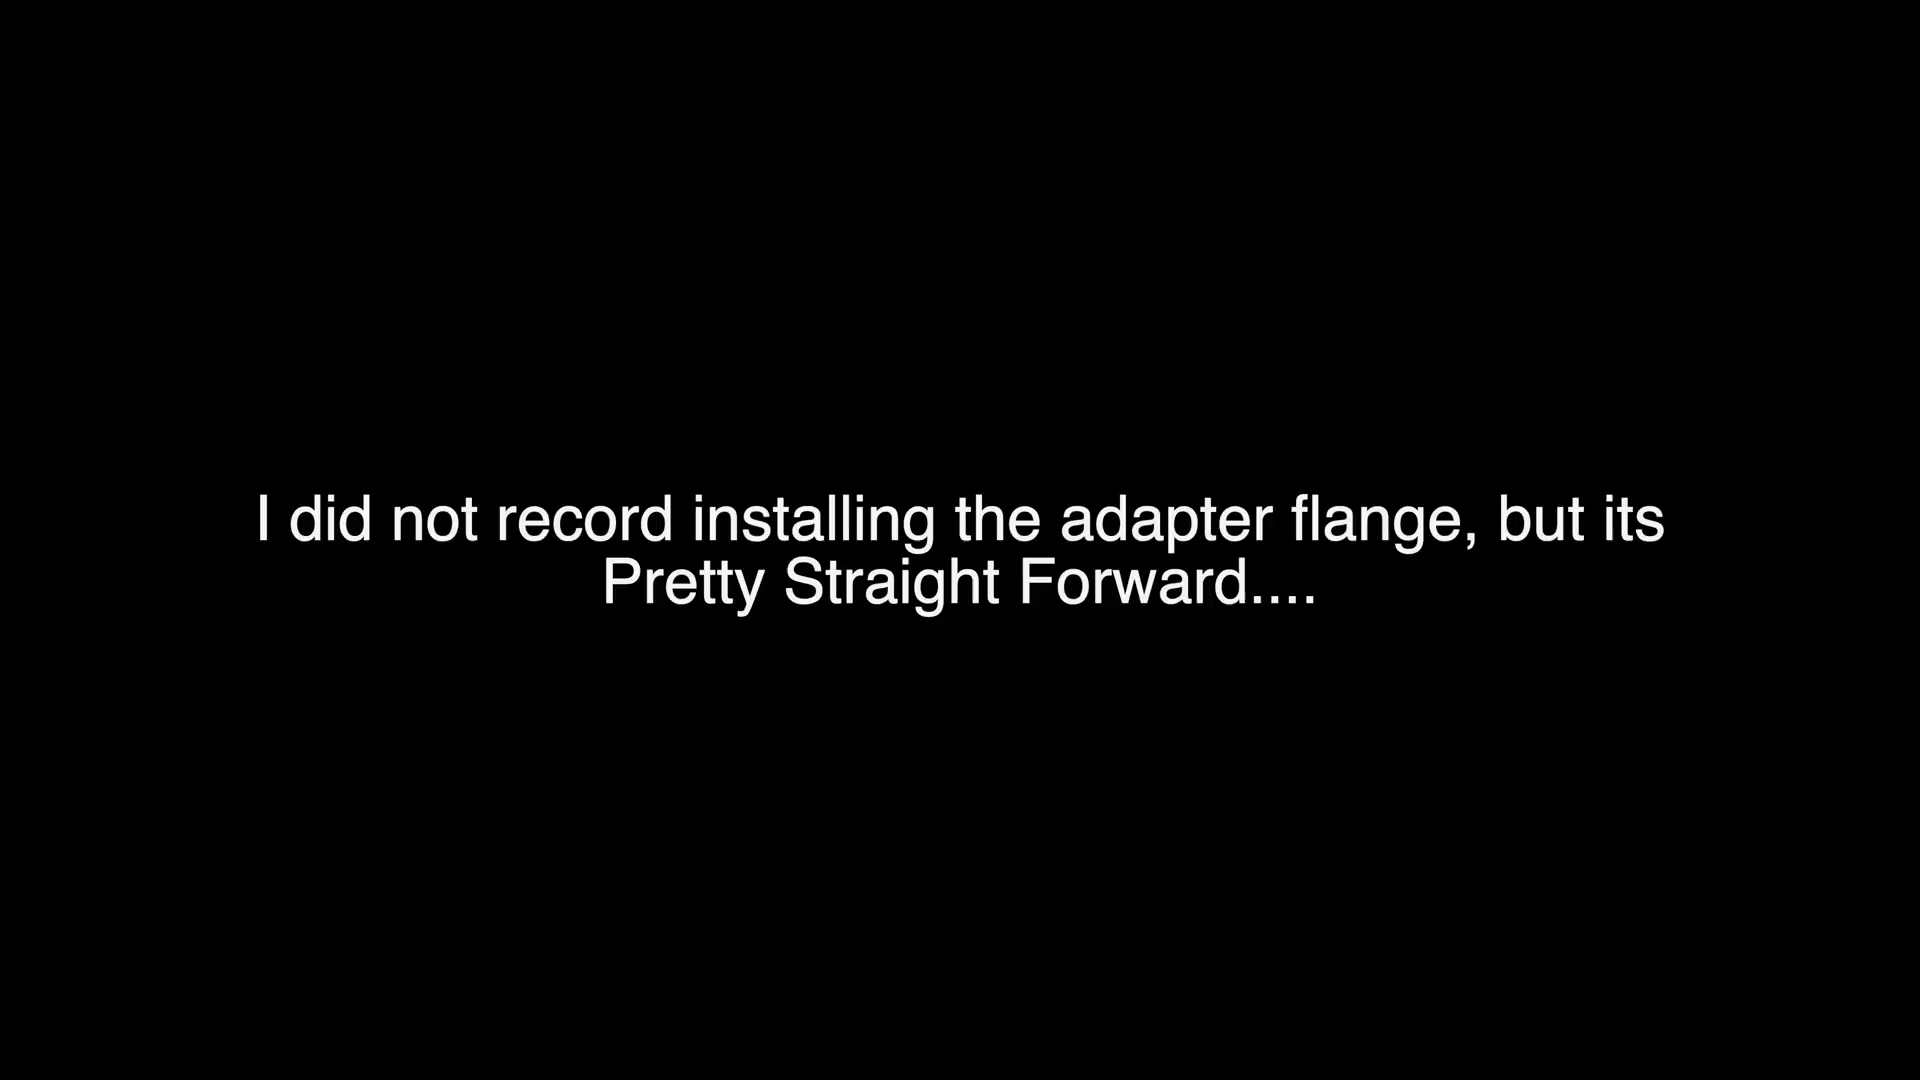 I did not record installing the adapter flange, but its
Pretty Straight Forward....